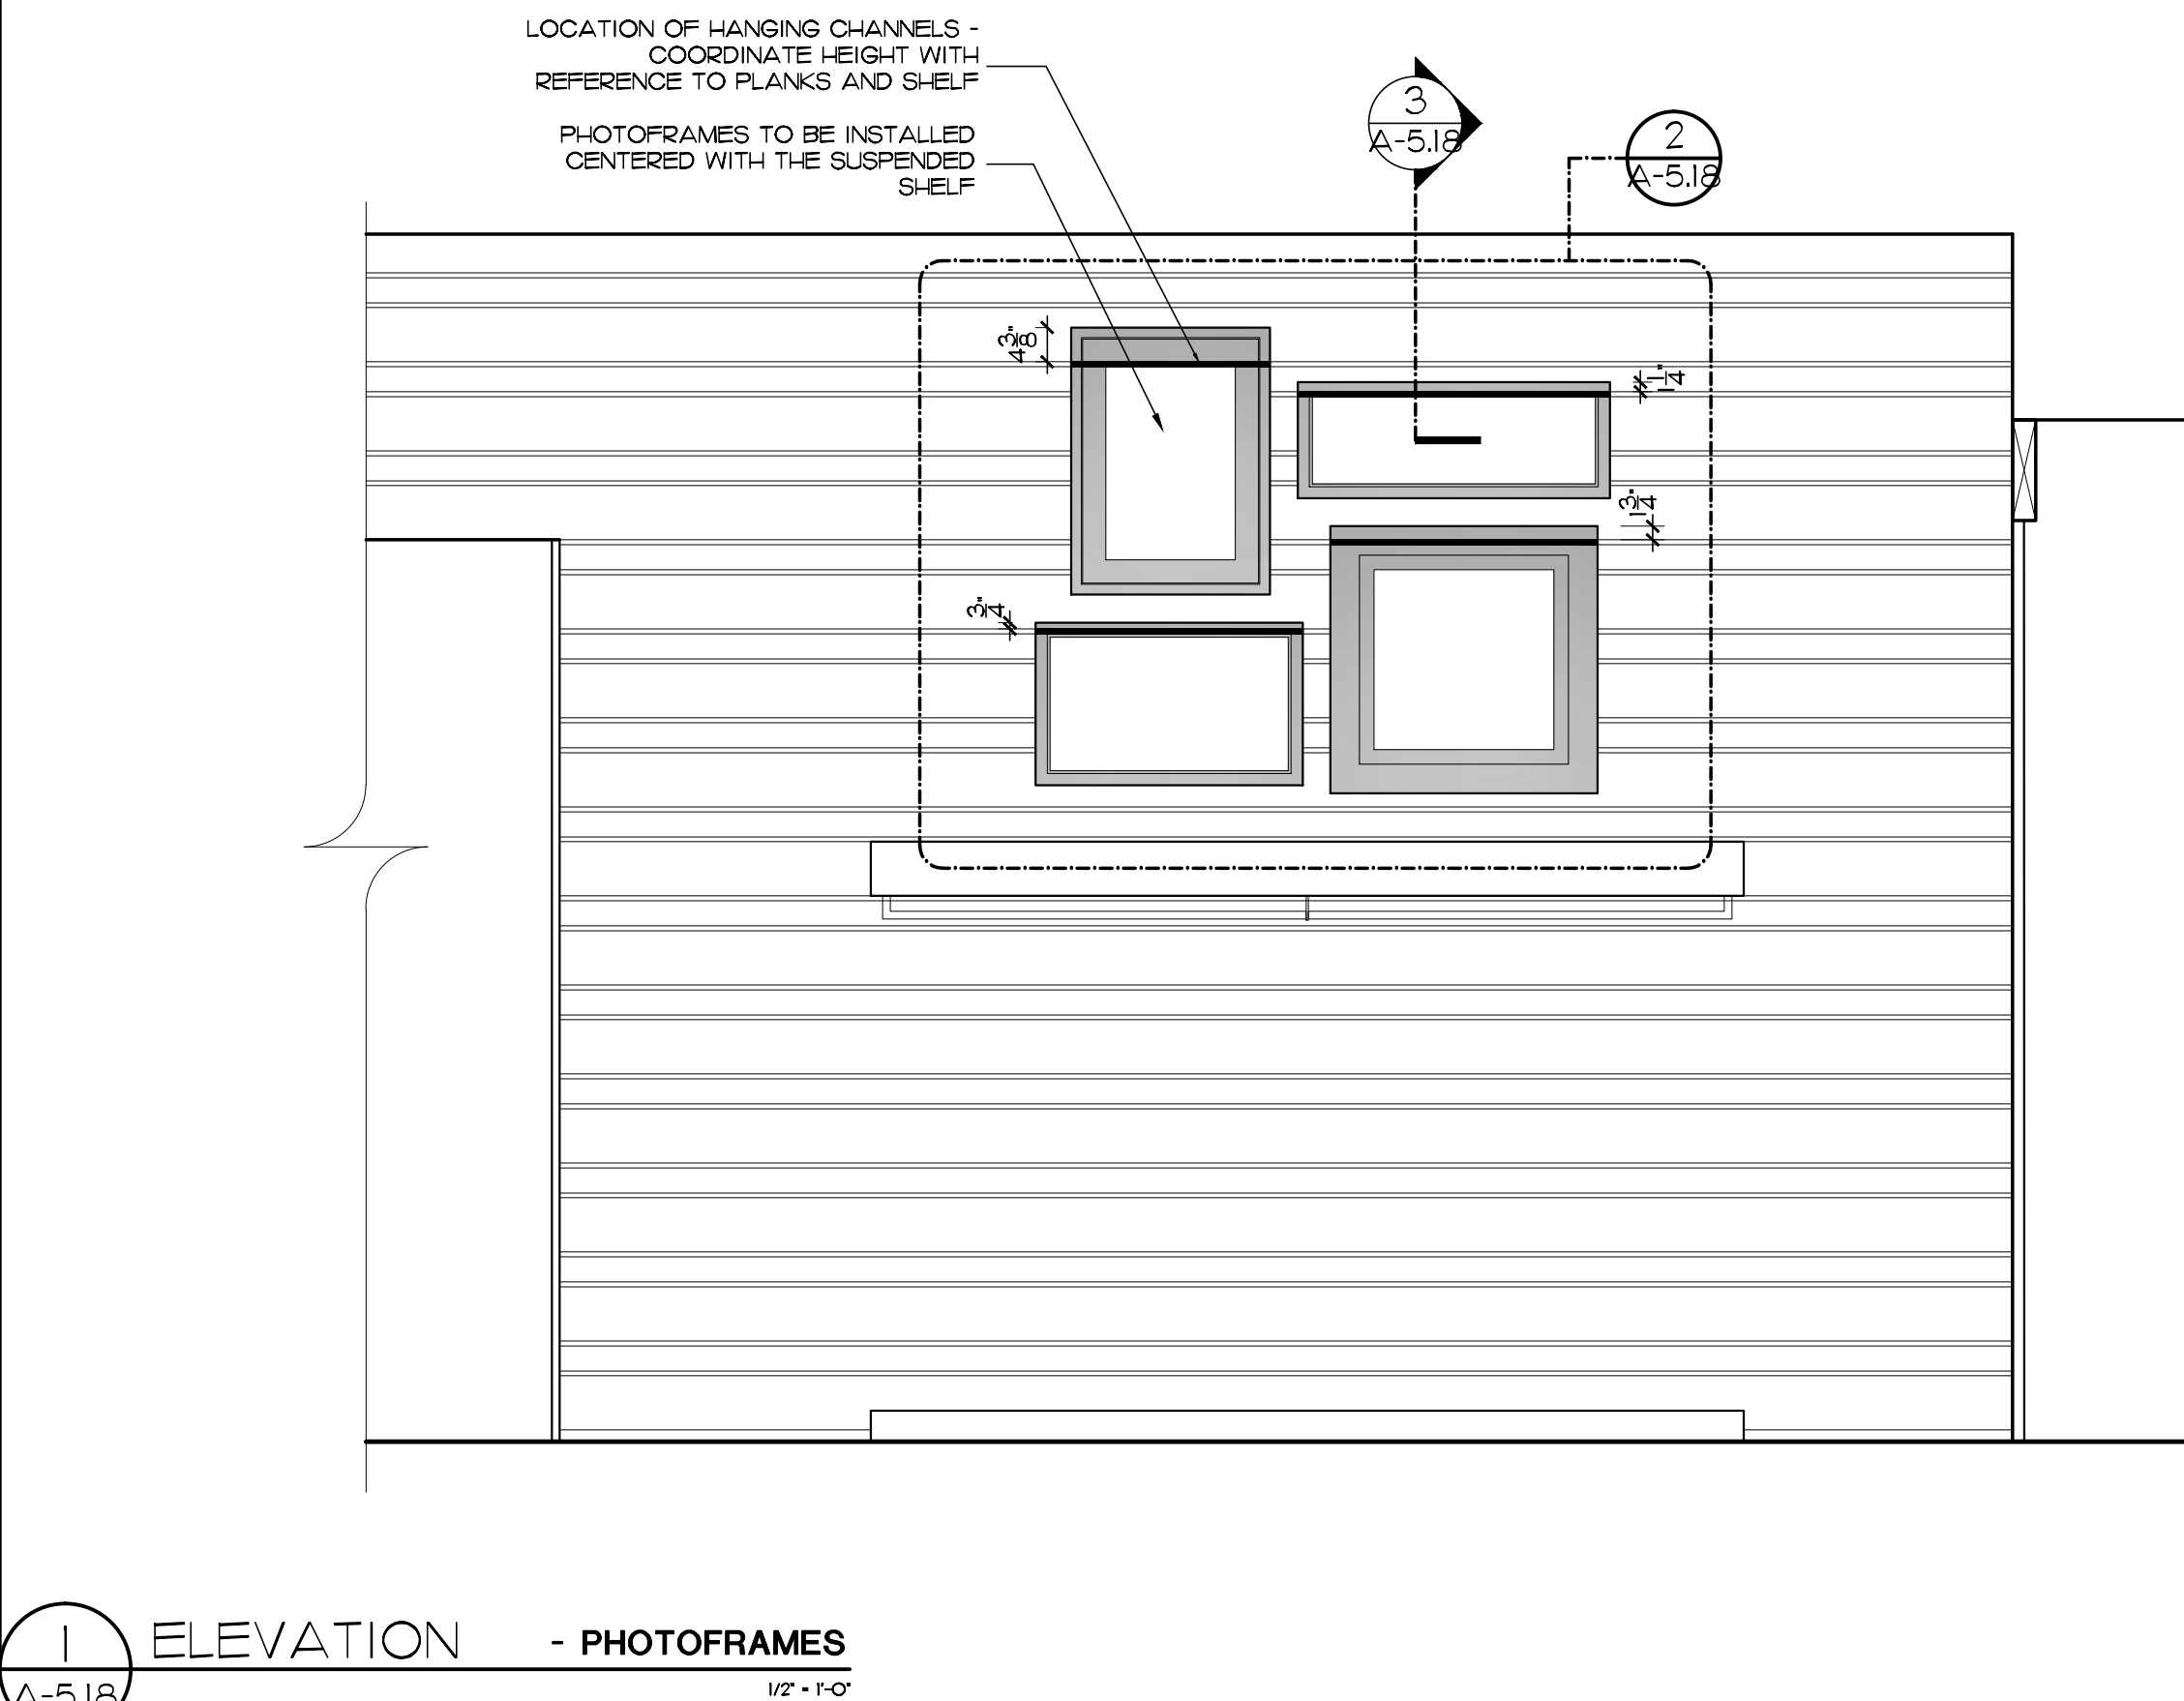 LOCATION OF HANGING CHANNELS -
COORDINATE HEIGHT WITH
REFERENCE TO PLANKS AND SHELF
PHOTOFRAMES TO BE INSTALLED
CENTERED WITH THE SUSPENDED
SHELF
3
A-5.18
2
A-5.18
4 3/8"
1 1/4"
1 3/4"
3/4"
1
A-5.18
ELEVATION - PHOTOFRAMES
1/2" = 1'-0"